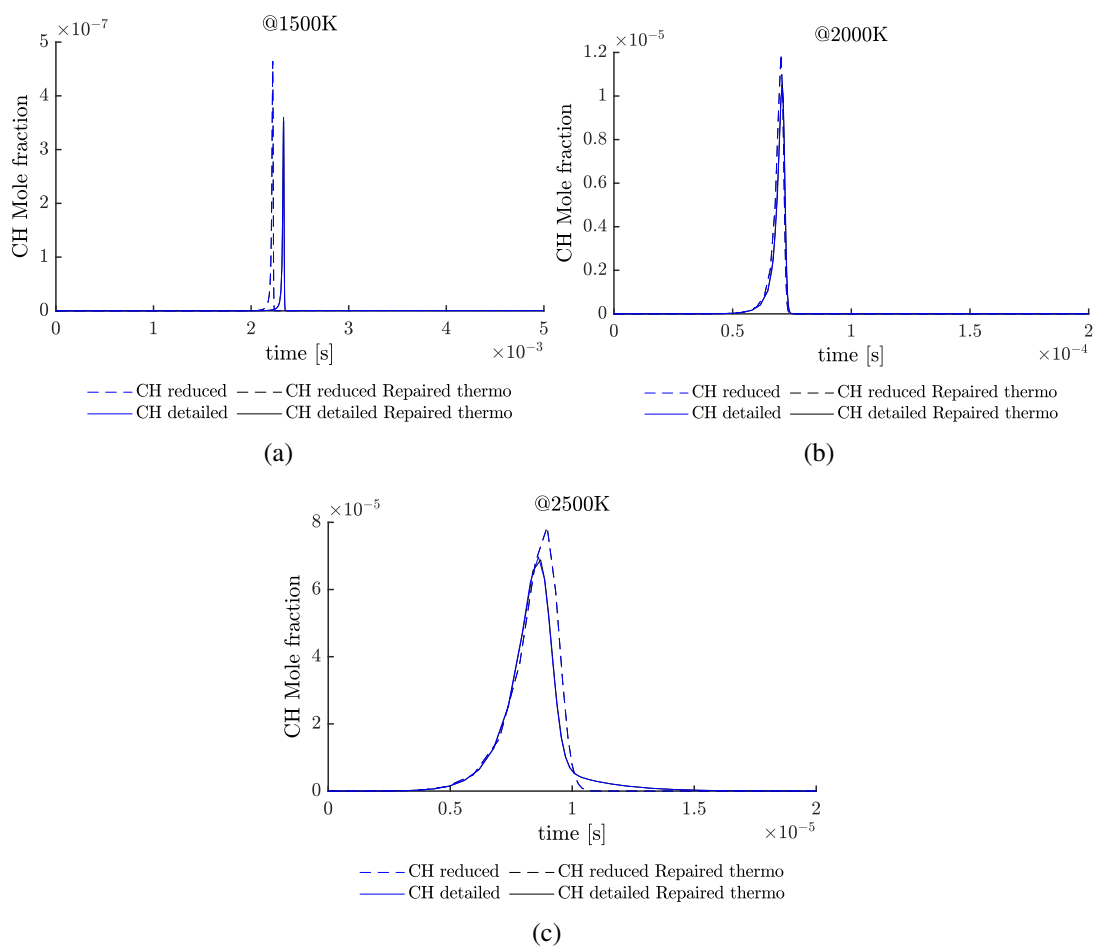 @1500K
×10⁻⁷
5
4
3
2
1
0
CH Mole fraction
0 1 2 3 4 5
time [s]
×10⁻³
CH reduced CH reduced Repaired thermo
CH detailed CH detailed Repaired thermo
(a)
@2000K
×10⁻⁵
1.2
1
0.8
0.6
0.4
0.2
0
CH Mole fraction
0 0.5 1 1.5 2
time [s]
×10⁻⁴
CH reduced CH reduced Repaired thermo
CH detailed CH detailed Repaired thermo
(b)
@2500K
×10⁻⁵
8
6
4
2
0
CH Mole fraction
0 0.5 1 1.5 2
time [s]
×10⁻⁵
CH reduced CH reduced Repaired thermo
CH detailed CH detailed Repaired thermo
(c)